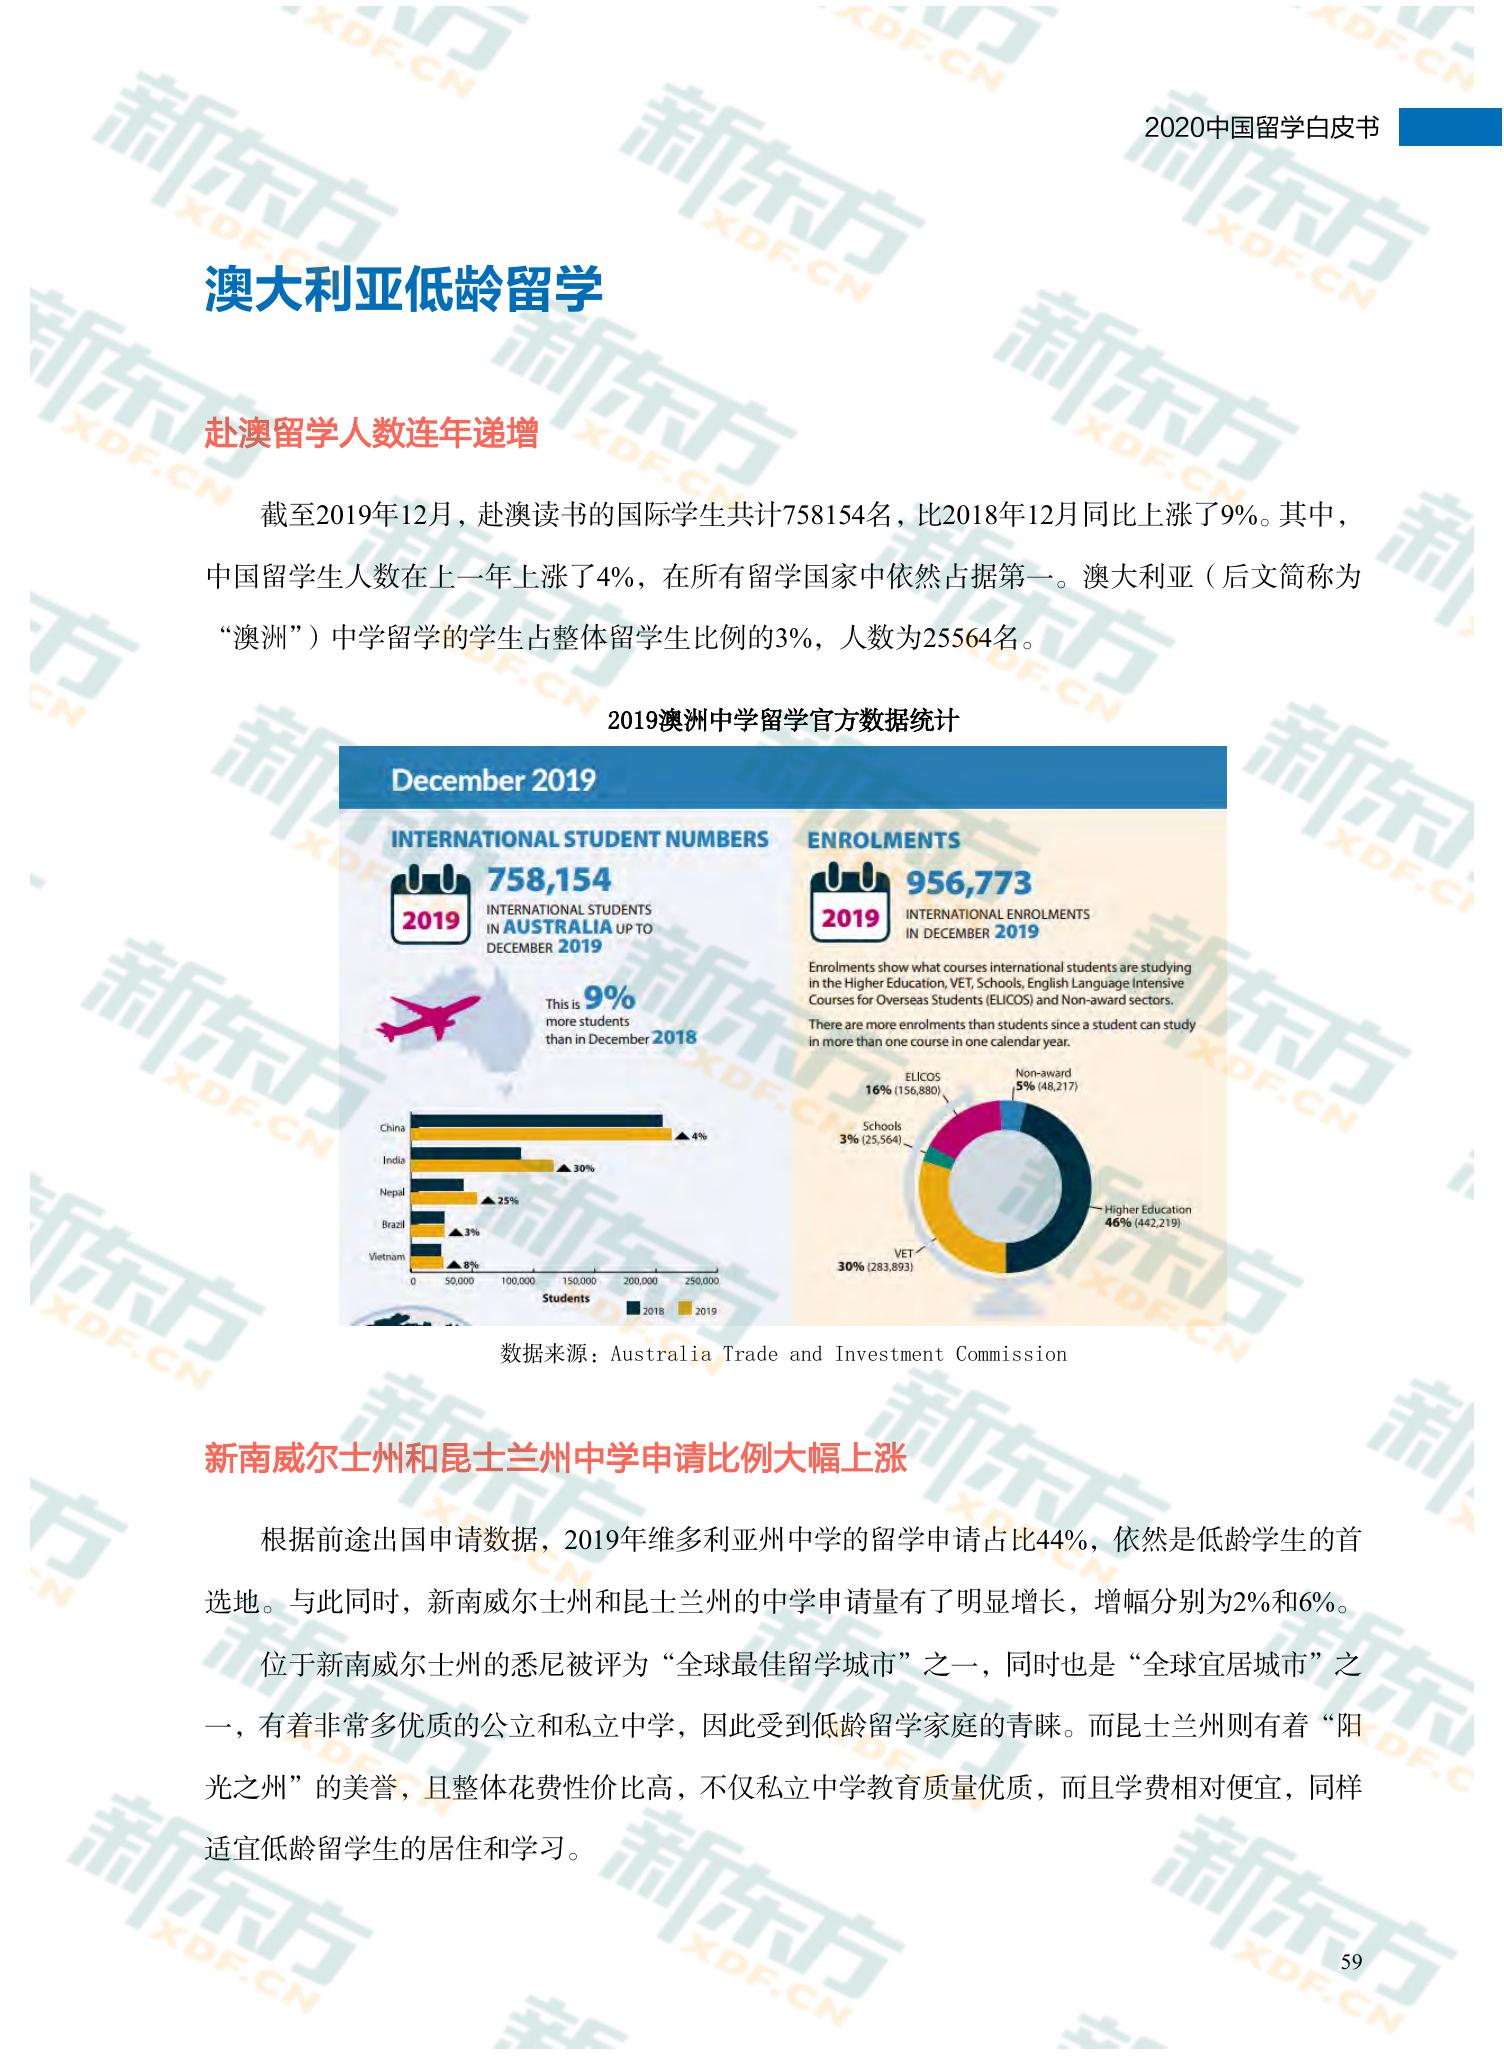 2020中国留学白皮书
澳大利亚低龄留学
赴澳留学人数连年递增
截至2019年12月，赴澳读书的国际学生共计758154名，比2018年12月同比上涨了9%。其中，
中国留学生人数在上一年上涨了4%，在所有留学国家中依然占据第一。澳大利亚（后文简称为
“澳洲”）中学留学的学生占整体留学生比例的3%，人数为25564名。
2019澳洲中学留学官方数据统计
December 2019
INTERNATIONAL STUDENT NUMBERS
2019
758,154
INTERNATIONAL STUDENTS
IN AUSTRALIA UP TO
DECEMBER 2019
This is 9%
more students
than in December 2018
China
4%
India
30%
Nepal
25%
Brazil
3%
Vietnam
8%
0 50,000 100,000 150,000 200,000 250,000
Students
2018 2019
ENROLMENTS
2019
956,773
INTERNATIONAL ENROLMENTS
IN DECEMBER 2019
Enrolments show what courses international students are studying
in the Higher Education, VET, Schools, English Language Intensive
Courses for Overseas Students (ELICOS) and Non-award sectors.
There are more enrolments than students since a student can study
in more than one course in one calendar year.
ELICOS
16% (156,880)
Non-award
5% (48,217)
Schools
3% (25,564)
Higher Education
46% (442,219)
VET
30% (283,893)
数据来源：Australia Trade and Investment Commission
新南威尔士州和昆士兰州中学申请比例大幅上涨
根据前途出国申请数据，2019年维多利亚州中学的留学申请占比44%，依然是低龄学生的首
选地。与此同时，新南威尔士州和昆士兰州的中学申请量有了明显增长，增幅分别为2%和6%。
位于新南威尔士州的悉尼被评为“全球最佳留学城市”之一，同时也是“全球宜居城市”之
一，有着非常多优质的公立和私立中学，因此受到低龄留学家庭的青睐。而昆士兰州则有着“阳
光之州”的美誉，且整体花费性价比高，不仅私立中学教育质量优质，而且学费相对便宜，同样
适宜低龄留学生的居住和学习。
59
新东方
XDF.CN